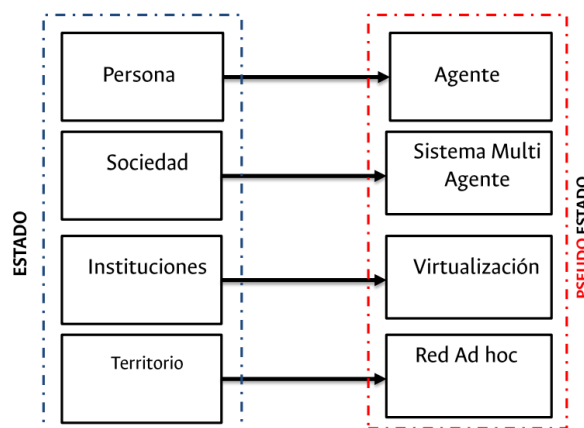 Persona
Agente
Sociedad
Sistema Multi
Agente
Instituciones
Virtualización
Territorio
Red Ad hoc
ESTADO
PSEUDO ESTADO